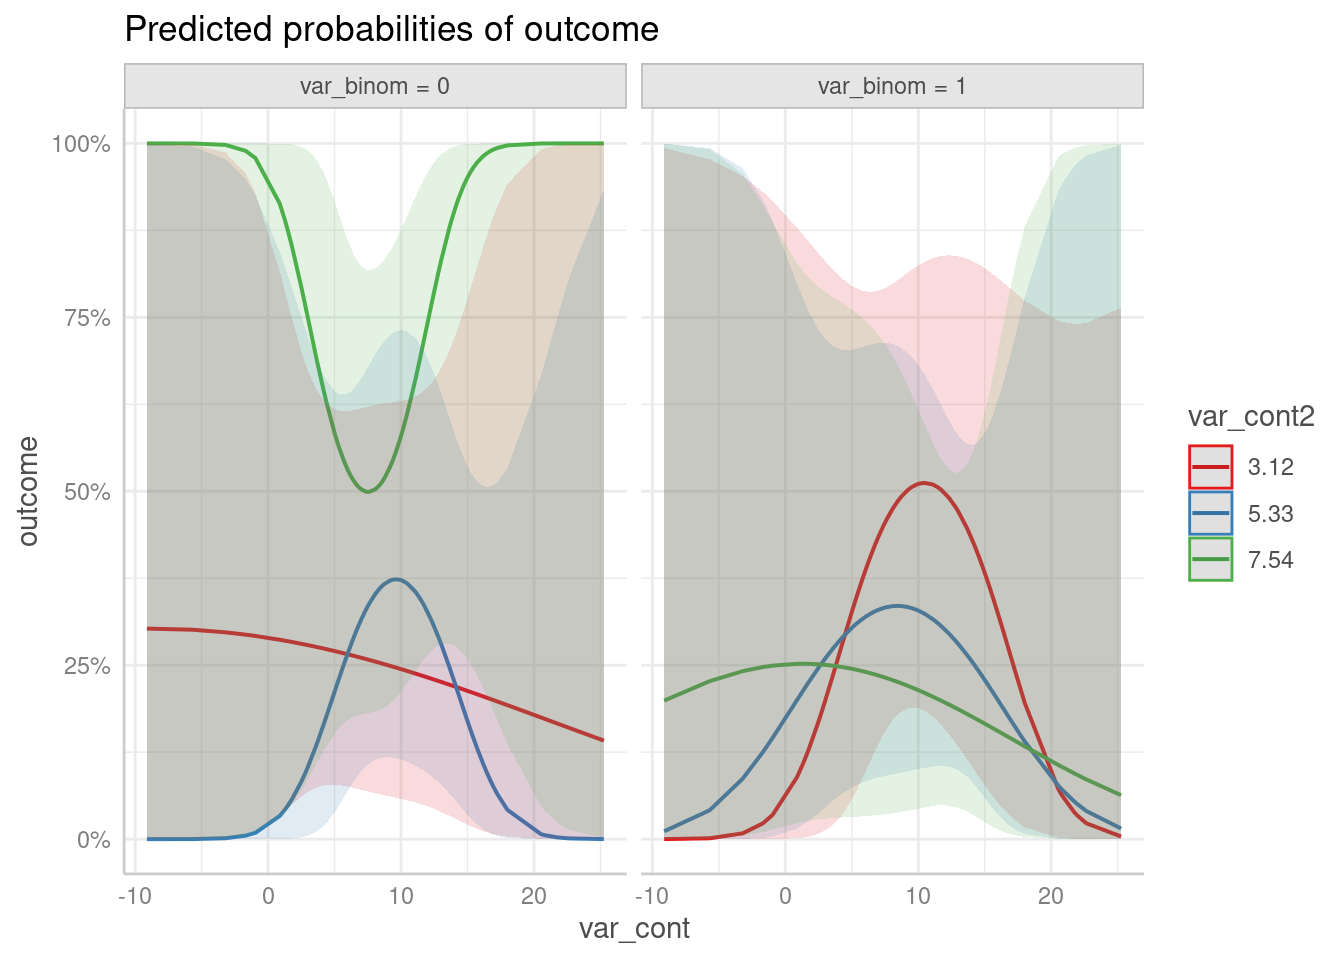 Predicted probabilities of outcome
var_binom = 0
var_binom = 1
100%
75%
50%
25%
0%
outcome
-10 0 10 20
-10 0 10 20
var_cont
var_cont2
3.12
5.33
7.54